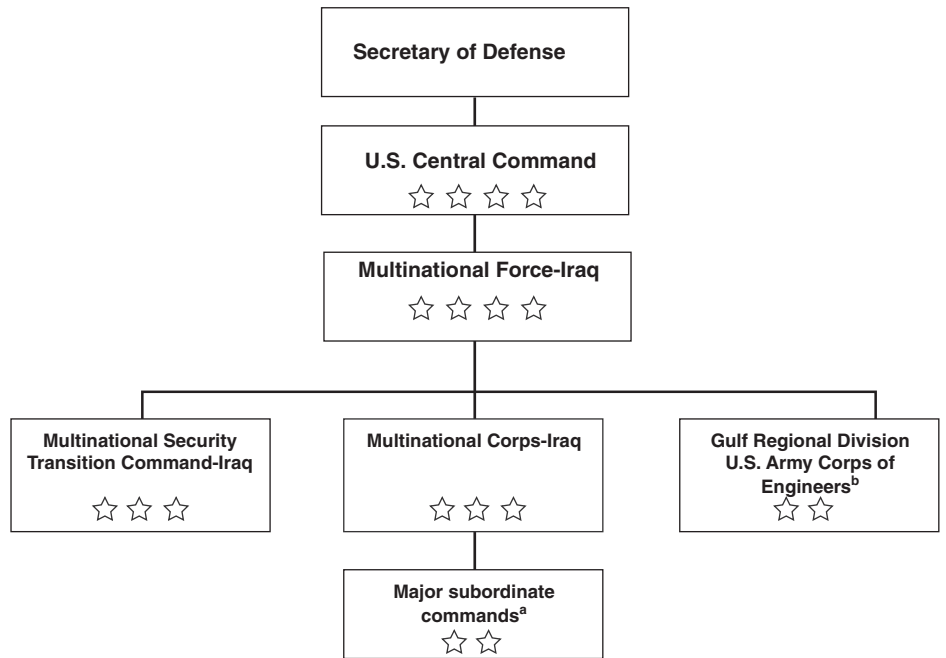 Secretary of Defense
U.S. Central Command
Multinational Force-Iraq
Multinational Security
Transition Command-Iraq
Multinational Corps-Iraq
Gulf Regional Division
U.S. Army Corps of
Engineersᵇ
Major subordinate
commandsᵃ